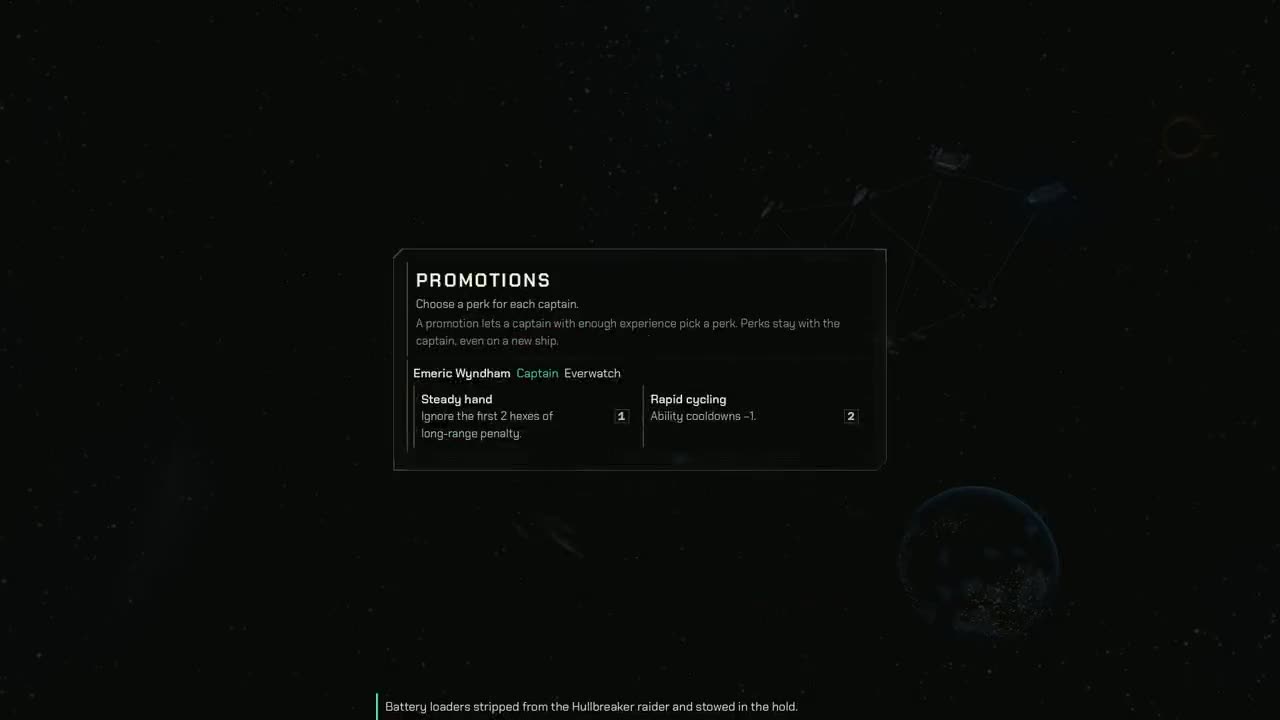 PROMOTIONS
Choose a perk for each captain.
A promotion lets a captain with enough experience pick a perk. Perks stay with the
captain, even on a new ship.
Emeric Wyndham Captain Everwatch
Steady hand
Ignore the first 2 hexes of
long-range penalty.
1
Rapid cycling
Ability cooldowns -1.
2
Battery loaders stripped from the Hullbreaker raider and stowed in the hold.